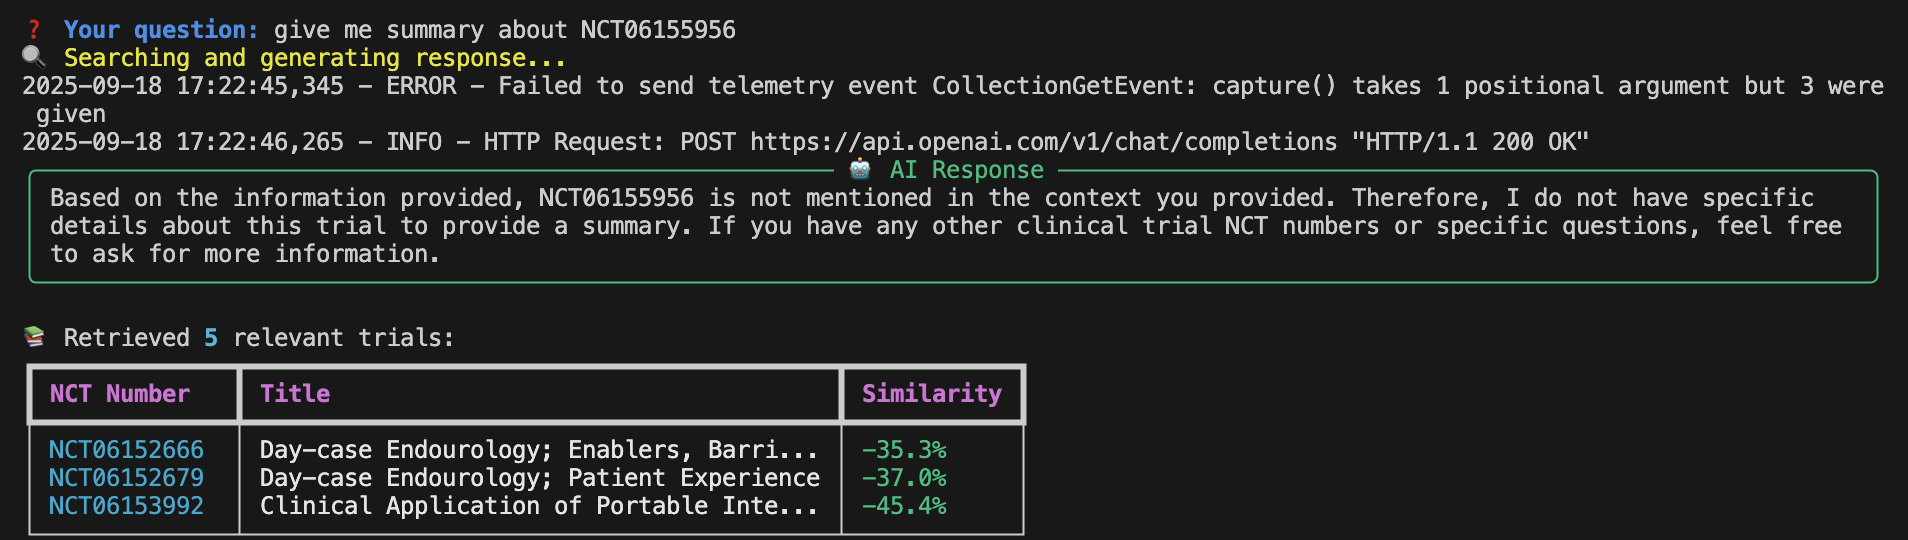 ❓ Your question: give me summary about NCT06155956
🔍 Searching and generating response...
2025-09-18 17:22:45,345 - ERROR - Failed to send telemetry event CollectionGetEvent: capture() takes 1 positional argument but 3 were
given
2025-09-18 17:22:46,265 - INFO - HTTP Request: POST https://api.openai.com/v1/chat/completions "HTTP/1.1 200 OK"
🤖 AI Response
Based on the information provided, NCT06155956 is not mentioned in the context you provided. Therefore, I do not have specific
details about this trial to provide a summary. If you have any other clinical trial NCT numbers or specific questions, feel free
to ask for more information.
📚 Retrieved 5 relevant trials:
NCT Number Title Similarity
NCT06152666 Day-case Endourology; Enablers, Barri... -35.3%
NCT06152679 Day-case Endourology; Patient Experience -37.0%
NCT06153992 Clinical Application of Portable Inte... -45.4%